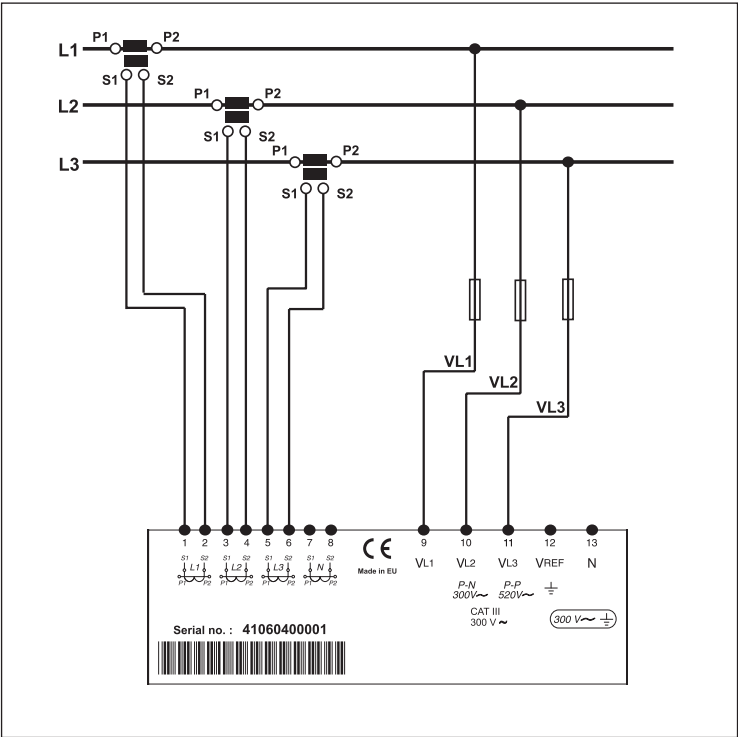 L1 P1 P2
S1 S2
L2 P1 P2
S1 S2
L3 P1 P2
S1 S2
VL1
VL2
VL3
1 2 3 4 5 6 7 8 9 10 11 12 13
S1 S2 S1 S2 S1 S2 S1 S2
L1 L2 L3 N
P1 P2 P1 P2 P1 P2 P1 P2
CE
Made in EU
VL1 VL2 VL3 VREF N
P-N P-P
300V~ 520V~
CAT III
300 V ~
300 V~
Serial no. : 41060400001